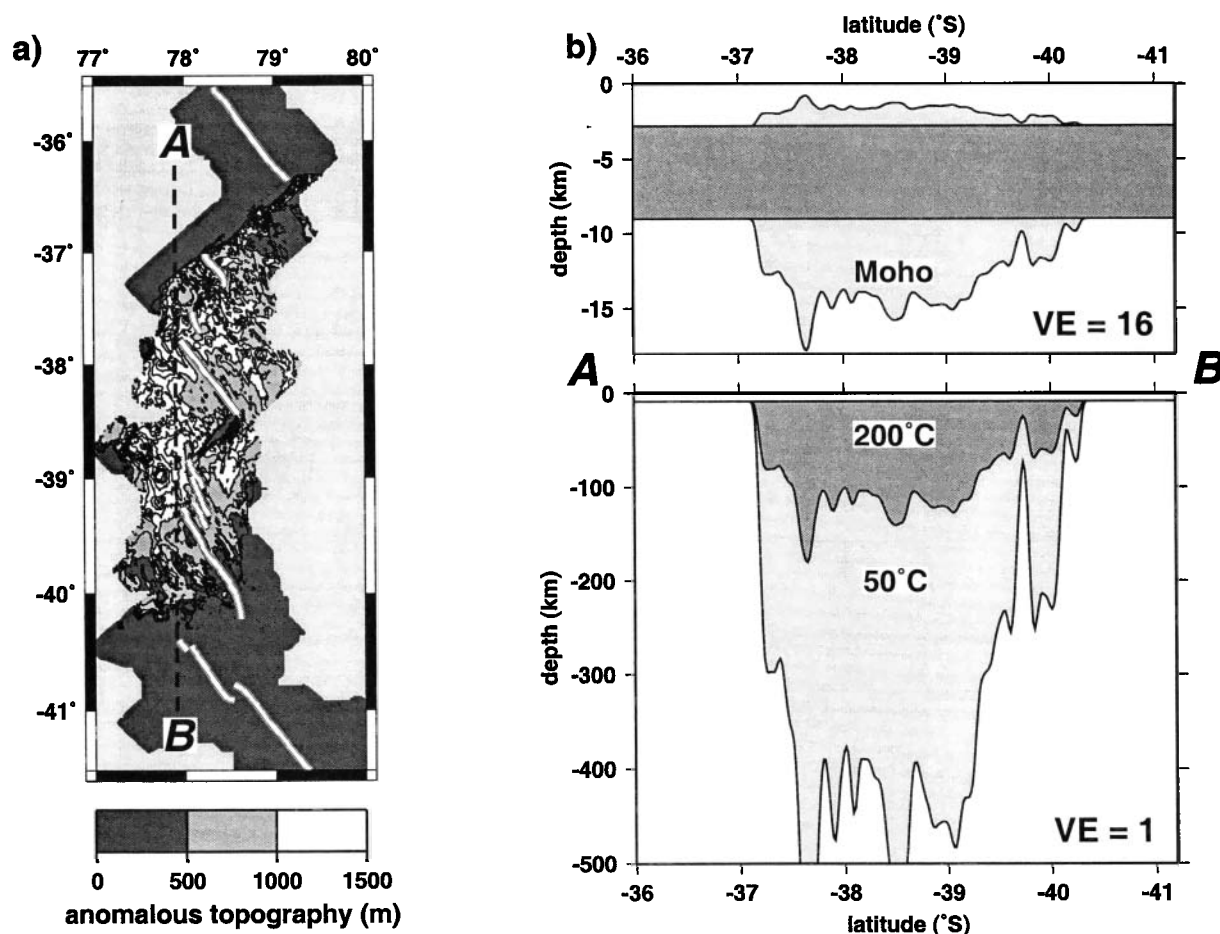 a)
77° 78° 79° 80°
-36°
-37°
-38°
-39°
-40°
-41°
A
B
0 500 1000 1500
anomalous topography (m)
b)
latitude (°S)
-36 -37 -38 -39 -40 -41
0
-5
-10
-15
depth (km)
Moho
VE = 16
A
B
0
-100
-200
-300
-400
-500
depth (km)
200°C
50°C
VE = 1
-36 -37 -38 -39 -40 -41
latitude (°S)